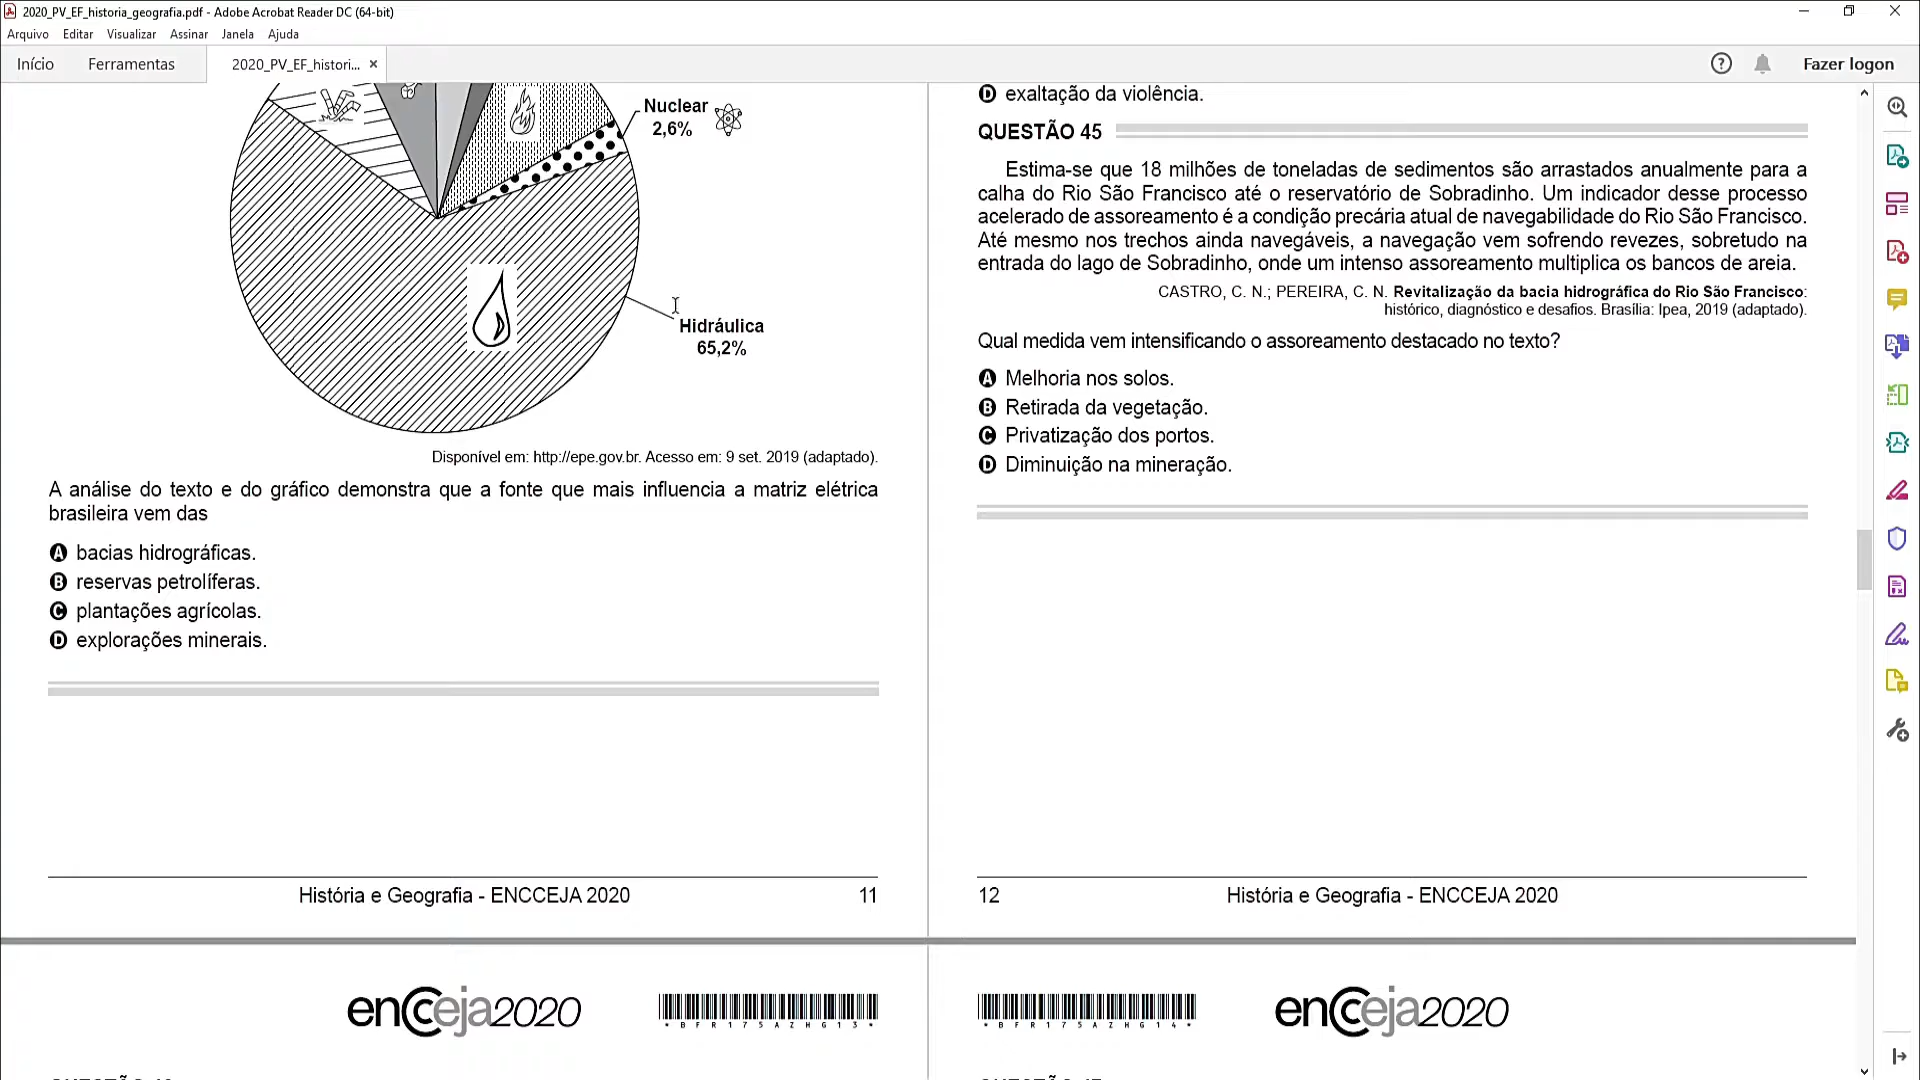 2020_PV_EF_historia_geografia.pdf - Adobe Acrobat Reader DC (64-bit)
Arquivo Editar Visualizar Assinar Janela Ajuda
Início Ferramentas 2020_PV_EF_histori... × Fazer logon
Nuclear
2,6%
Hidráulica
65,2%
Disponível em: http://epe.gov.br. Acesso em: 9 set. 2019 (adaptado).
A análise do texto e do gráfico demonstra que a fonte que mais influencia a matriz elétrica
brasileira vem das
A bacias hidrográficas.
B reservas petrolíferas.
C plantações agrícolas.
D explorações minerais.
História e Geografia - ENCCEJA 2020 11
D exaltação da violência.
QUESTÃO 45
Estima-se que 18 milhões de toneladas de sedimentos são arrastados anualmente para a
calha do Rio São Francisco até o reservatório de Sobradinho. Um indicador desse processo
acelerado de assoreamento é a condição precária atual de navegabilidade do Rio São Francisco.
Até mesmo nos trechos ainda navegáveis, a navegação vem sofrendo revezes, sobretudo na
entrada do lago de Sobradinho, onde um intenso assoreamento multiplica os bancos de areia.
CASTRO, C. N.; PEREIRA, C. N. Revitalização da bacia hidrográfica do Rio São Francisco:
histórico, diagnóstico e desafios. Brasília: Ipea, 2019 (adaptado).
Qual medida vem intensificando o assoreamento destacado no texto?
A Melhoria nos solos.
B Retirada da vegetação.
C Privatização dos portos.
D Diminuição na mineração.
12 História e Geografia - ENCCEJA 2020
encceja2020
*BFR175AZHG13*
*BFR175AZHG14*
encceja2020